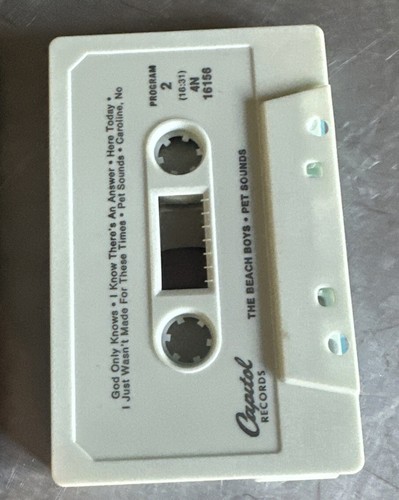 God Only Knows • I Know There's An Answer • Here Today •
I Just Wasn't Made For These Times • Pet Sounds • Caroline, No
PROGRAM
2
(16:31)
4N
16156
THE BEACH BOYS • PET SOUNDS
Capitol
RECORDS